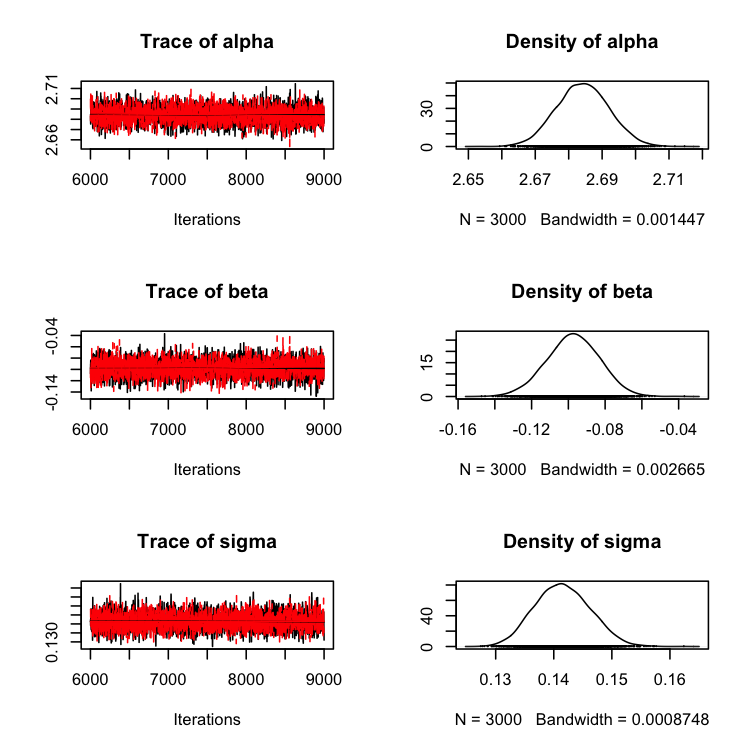 Trace of alpha
2.66 2.71
6000 7000 8000 9000
Iterations
Density of alpha
0 30
2.65 2.67 2.69 2.71
N = 3000 Bandwidth = 0.001447
Trace of beta
-0.14 -0.04
6000 7000 8000 9000
Iterations
Density of beta
0 15
-0.16 -0.12 -0.08 -0.04
N = 3000 Bandwidth = 0.002665
Trace of sigma
0.130
6000 7000 8000 9000
Iterations
Density of sigma
0 40
0.13 0.14 0.15 0.16
N = 3000 Bandwidth = 0.0008748